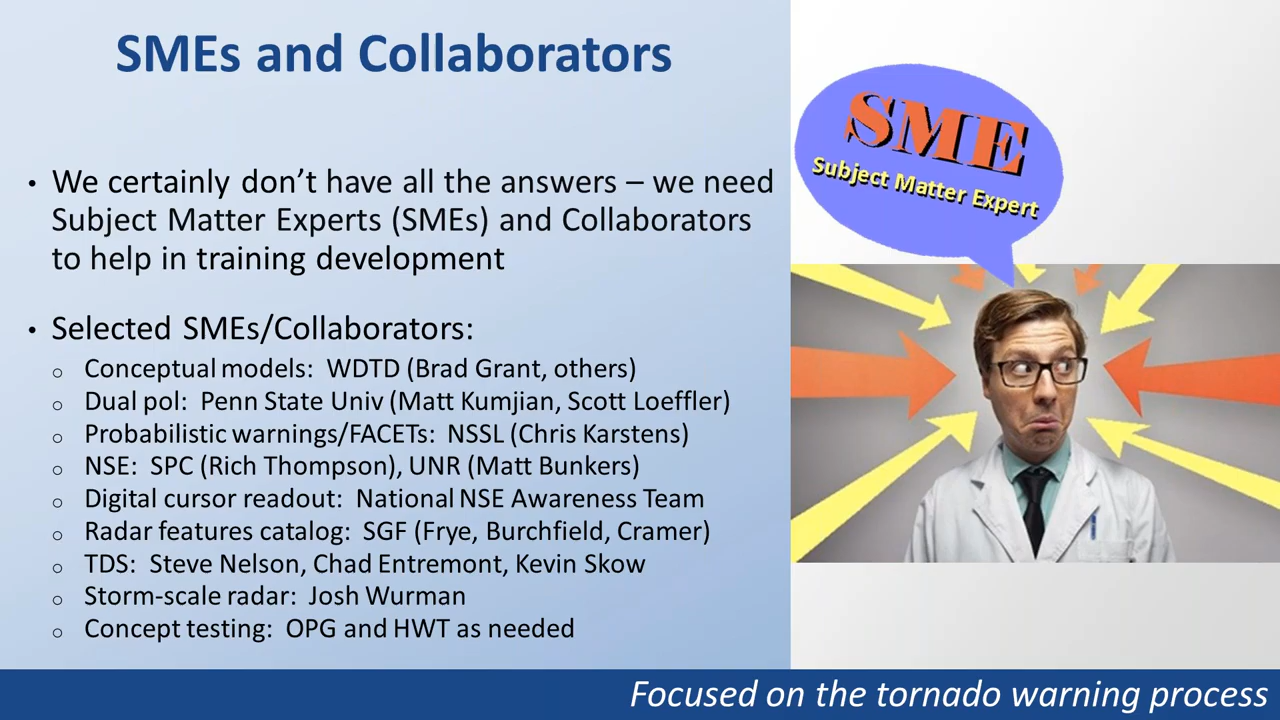 SMEs and Collaborators
• We certainly don’t have all the answers – we need
Subject Matter Experts (SMEs) and Collaborators
to help in training development
• Selected SMEs/Collaborators:
○ Conceptual models: WDTD (Brad Grant, others)
○ Dual pol: Penn State Univ (Matt Kumjian, Scott Loeffler)
○ Probabilistic warnings/FACETs: NSSL (Chris Karstens)
○ NSE: SPC (Rich Thompson), UNR (Matt Bunkers)
○ Digital cursor readout: National NSE Awareness Team
○ Radar features catalog: SGF (Frye, Burchfield, Cramer)
○ TDS: Steve Nelson, Chad Entremont, Kevin Skow
○ Storm-scale radar: Josh Wurman
○ Concept testing: OPG and HWT as needed
SME
Subject Matter Expert
Focused on the tornado warning process